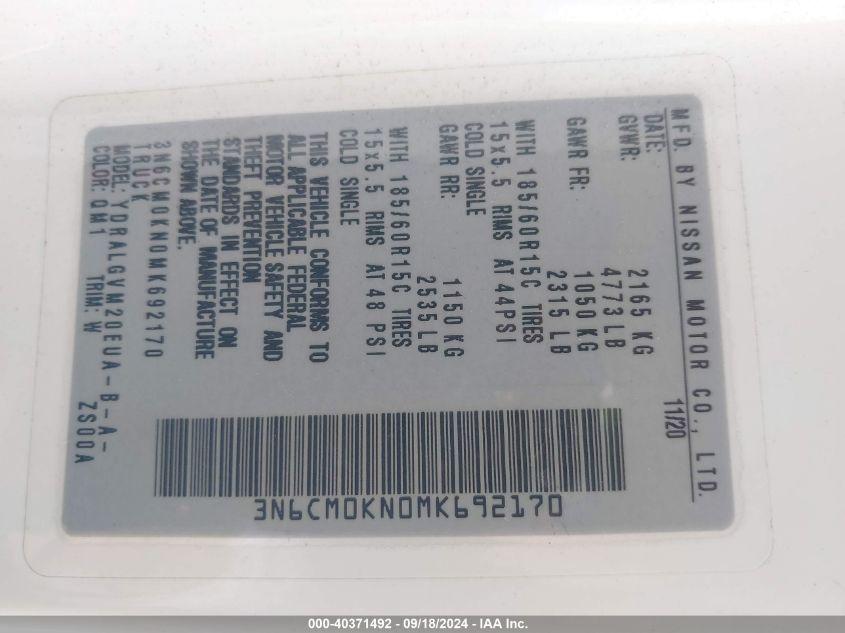 MFD. BY NISSAN MOTOR CO., LTD.
DATE: 11/20
GVWR: 2165 KG
4773LB
GAWR FR: 1050 KG
2315 LB
WITH 185/60R15C TIRES
15x5.5 RIMS AT 44PSI
COLD SINGLE
GAWR RR: 1150 KG
2535 LB
WITH 185/60R15C TIRES
15x5.5 RIMS AT 48 PSI
COLD SINGLE
THIS VEHICLE CONFORMS TO
ALL APPLICABLE FEDERAL
MOTOR VEHICLE SAFETY AND
THEFT PREVENTION
STANDARDS IN EFFECT ON
THE DATE OF MANUFACTURE
SHOWN ABOVE.
3N6CM0KN0MK692170
TRUCK
MODEL: YDRALGVM20EUA-B-A-
COLOR: QM1 TRIM: W ZS00A
3N6CM0KN0MK692170
000-40371492 - 09/18/2024 - IAA Inc.